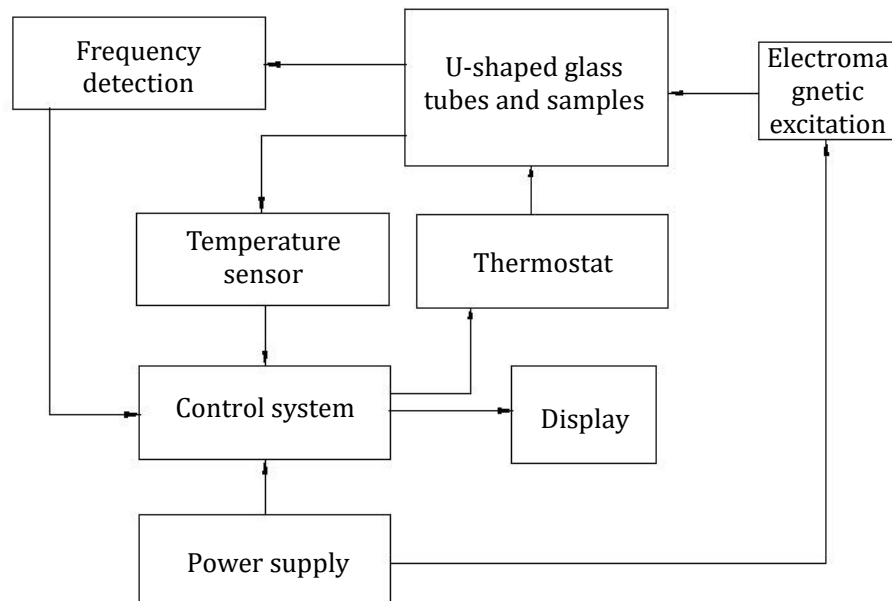 Frequency
detection
U-shaped glass
tubes and samples
Electroma
gnetic
excitation
Temperature
sensor
Thermostat
Control system
Display
Power supply